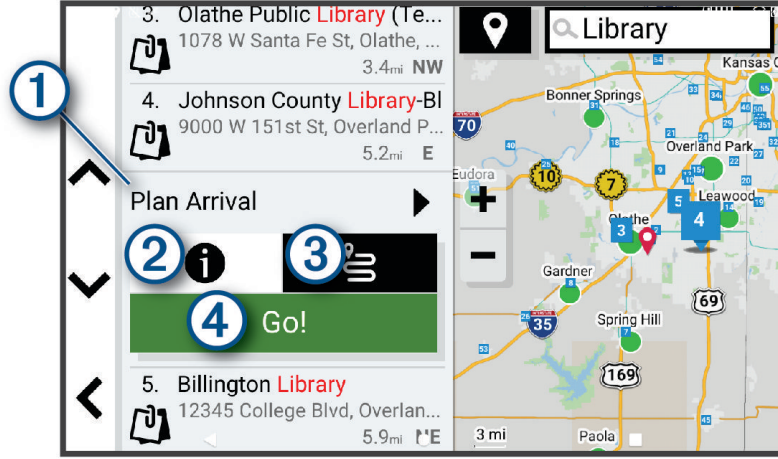 3. Olathe Public Library (Te...
1078 W Santa Fe St, Olathe, ...
3.4mi NW
4. Johnson County Library-Bl
9000 W 151st St, Overland P...
5.2mi E
1
Plan Arrival
2
3
4
Go!
5. Billington Library
12345 College Blvd, Overlan...
5.9mi NE
Library
Kansas C
Bonner Springs
70
Overland Park
Eudora
10
7
Leawood
5
4
Olathe
3
+
-
Gardner
69
35
Spring Hill
169
3 mi
Paola